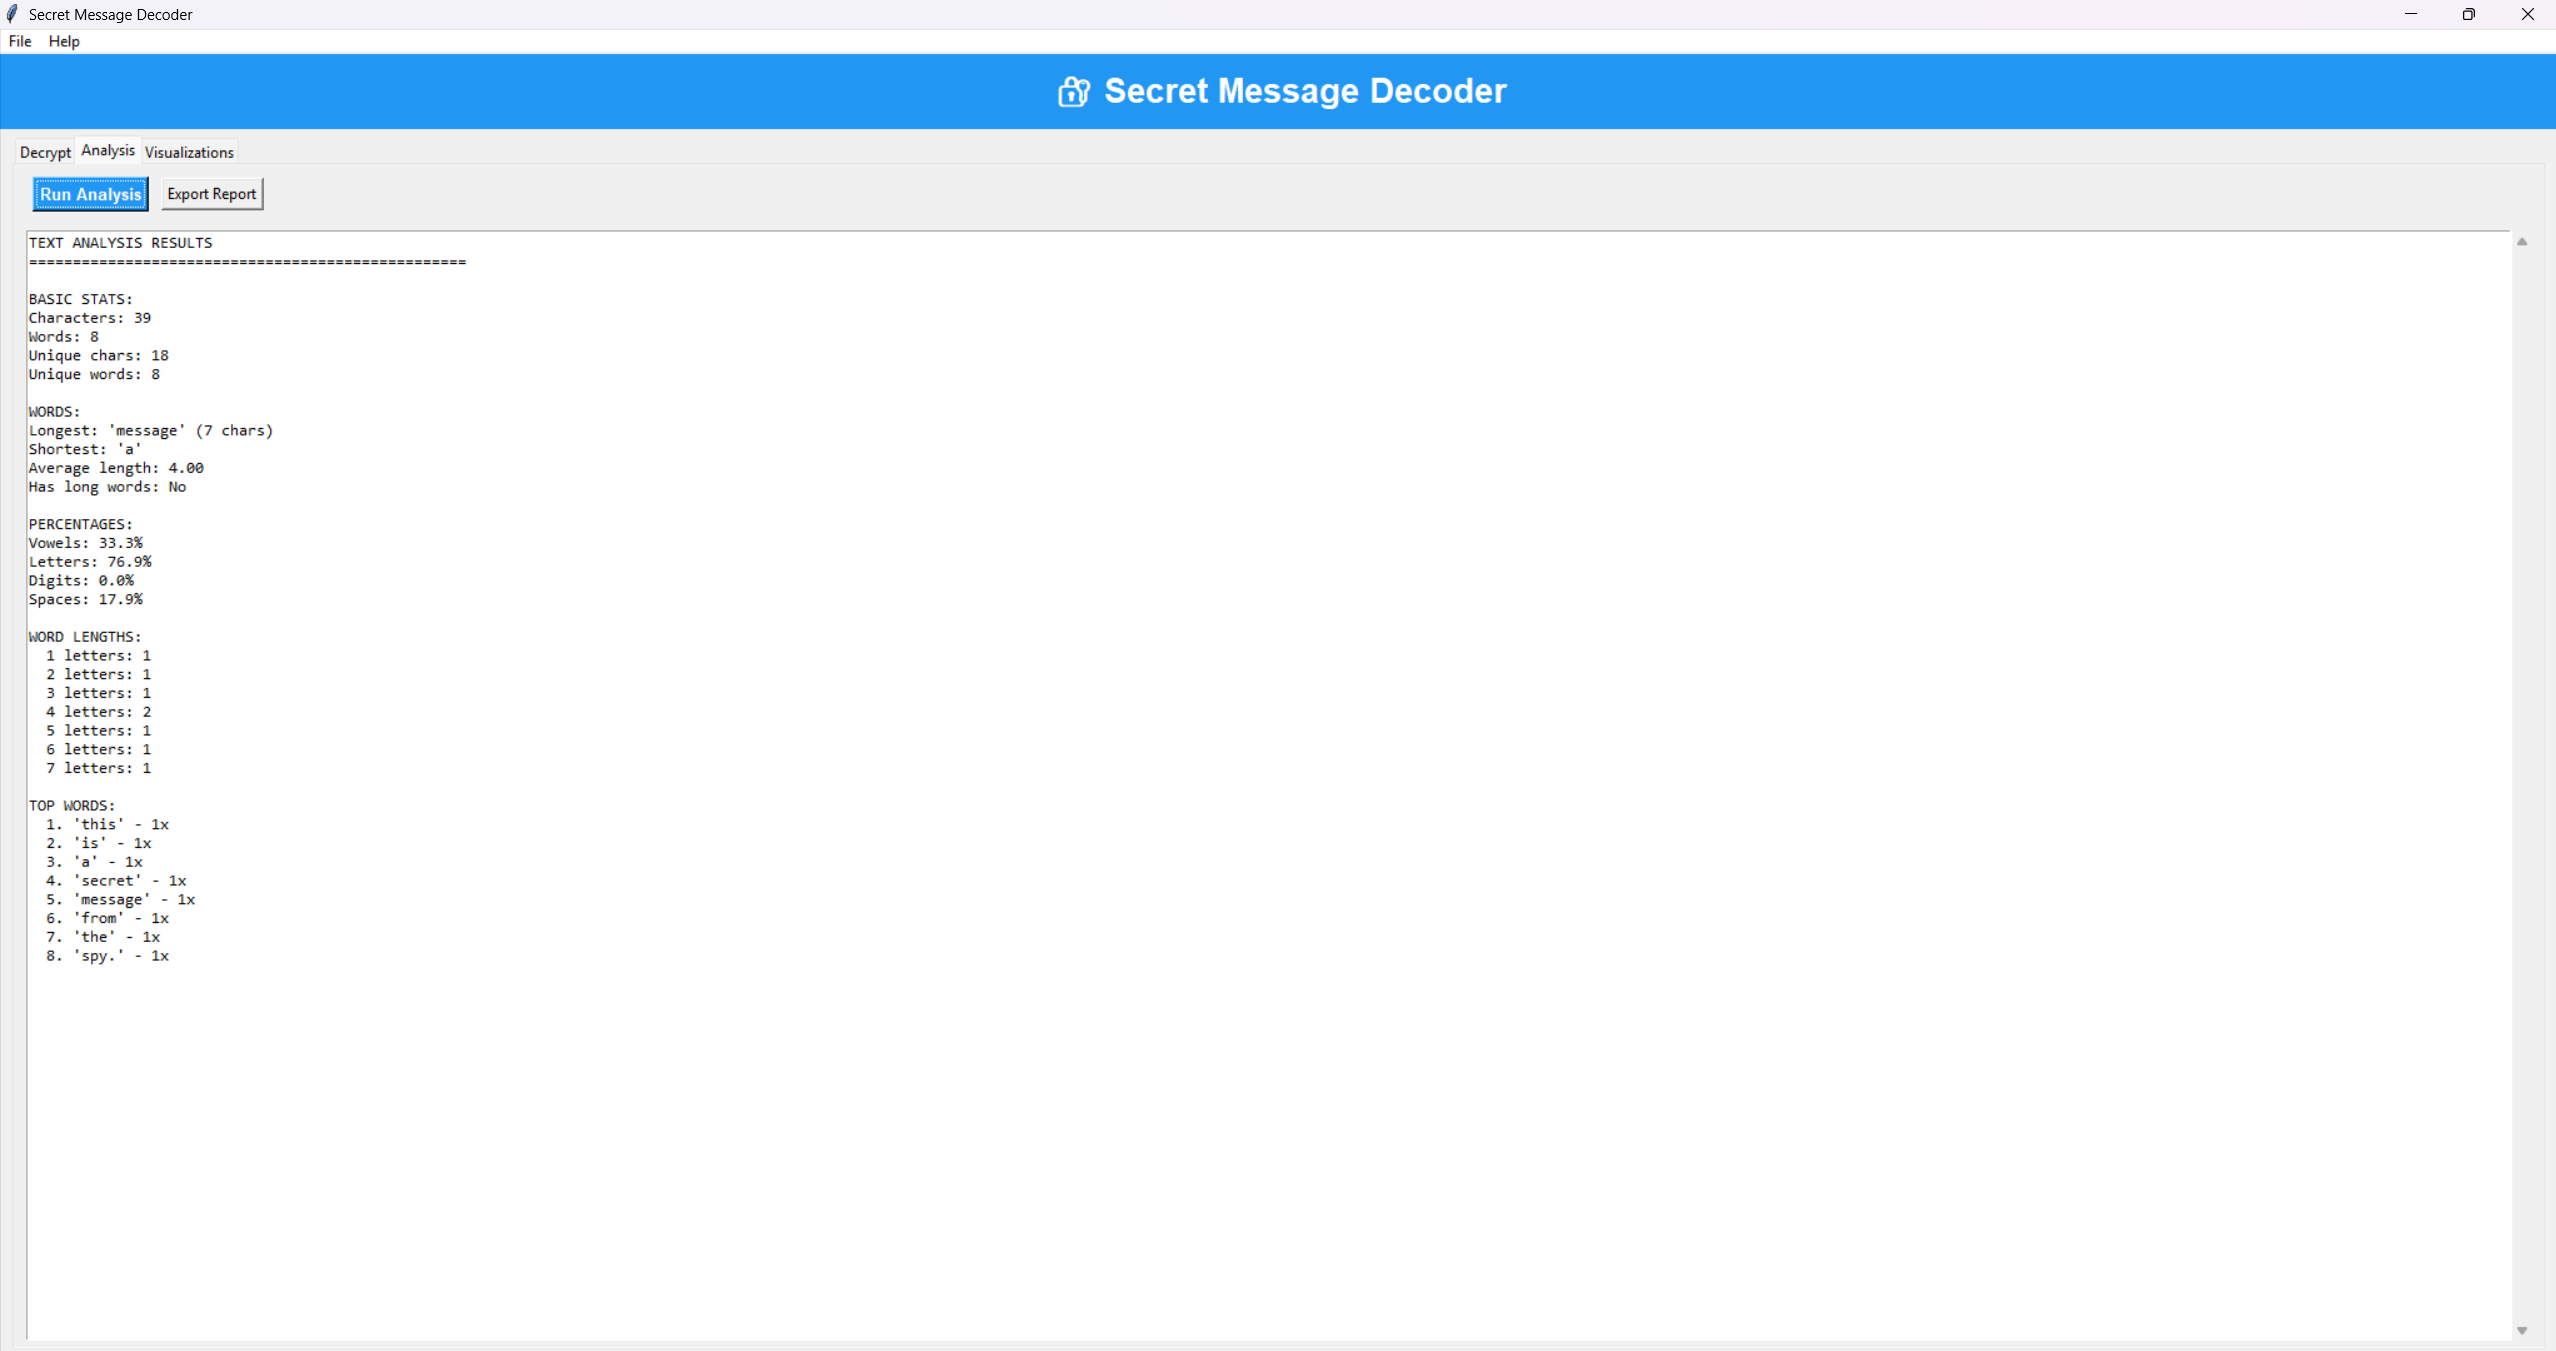 Secret Message Decoder
File Help
Secret Message Decoder
Decrypt Analysis Visualizations
Run Analysis Export Report
TEXT ANALYSIS RESULTS
==================================================
BASIC STATS:
Characters: 39
Words: 8
Unique chars: 18
Unique words: 8
WORDS:
Longest: 'message' (7 chars)
Shortest: 'a'
Average length: 4.00
Has long words: No
PERCENTAGES:
Vowels: 33.3%
Letters: 76.9%
Digits: 0.0%
Spaces: 17.9%
WORD LENGTHS:
1 letters: 1
2 letters: 1
3 letters: 1
4 letters: 2
5 letters: 1
6 letters: 1
7 letters: 1
TOP WORDS:
1. 'this' - 1x
2. 'is' - 1x
3. 'a' - 1x
4. 'secret' - 1x
5. 'message' - 1x
6. 'from' - 1x
7. 'the' - 1x
8. 'spy.' - 1x